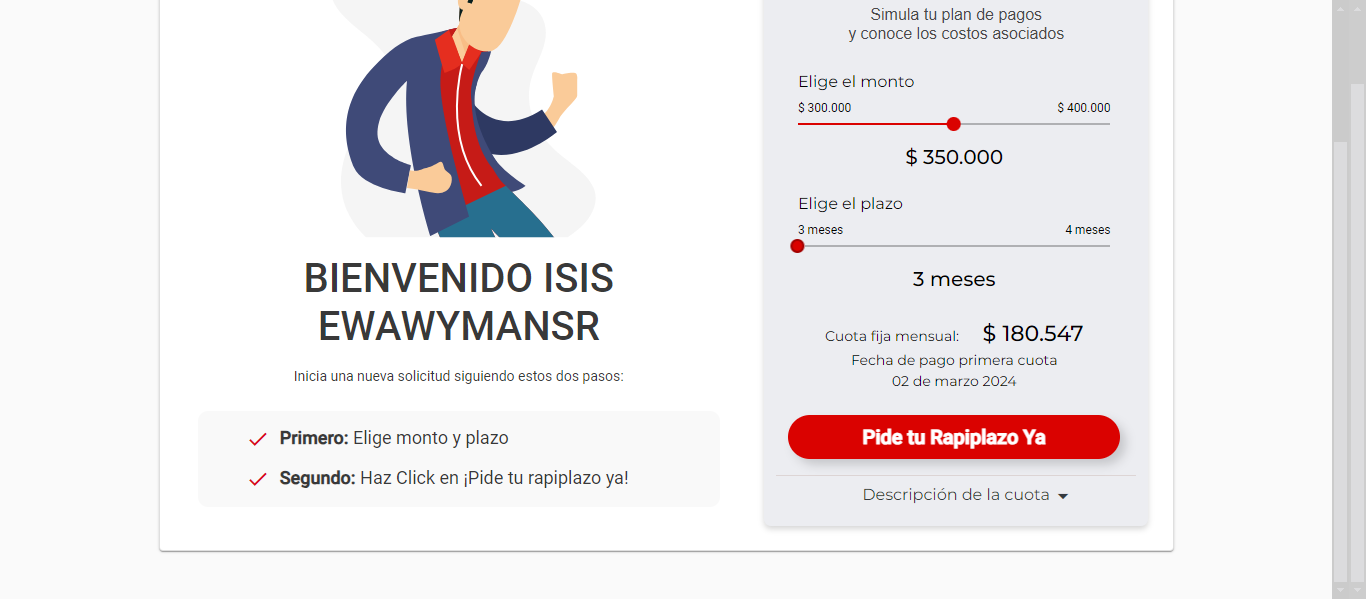 BIENVENIDO ISIS
EWAWYMANSR
Inicia una nueva solicitud siguiendo estos dos pasos:
Primero: Elige monto y plazo
Segundo: Haz Click en ¡Pide tu rapiplazo ya!
Simula tu plan de pagos
y conoce los costos asociados
Elige el monto
$ 300.000 $ 400.000
$ 350.000
Elige el plazo
3 meses 4 meses
3 meses
Cuota fija mensual: $ 180.547
Fecha de pago primera cuota
02 de marzo 2024
Pide tu Rapiplazo Ya
Descripción de la cuota